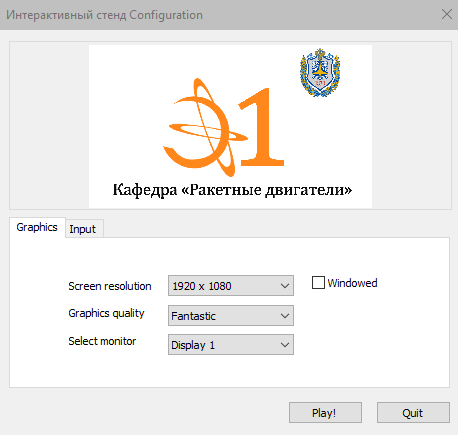 Интерактивный стенд Configuration
Э1
Кафедра «Ракетные двигатели»
Graphics
Input
Screen resolution
1920 x 1080
Windowed
Graphics quality
Fantastic
Select monitor
Display 1
Play!
Quit